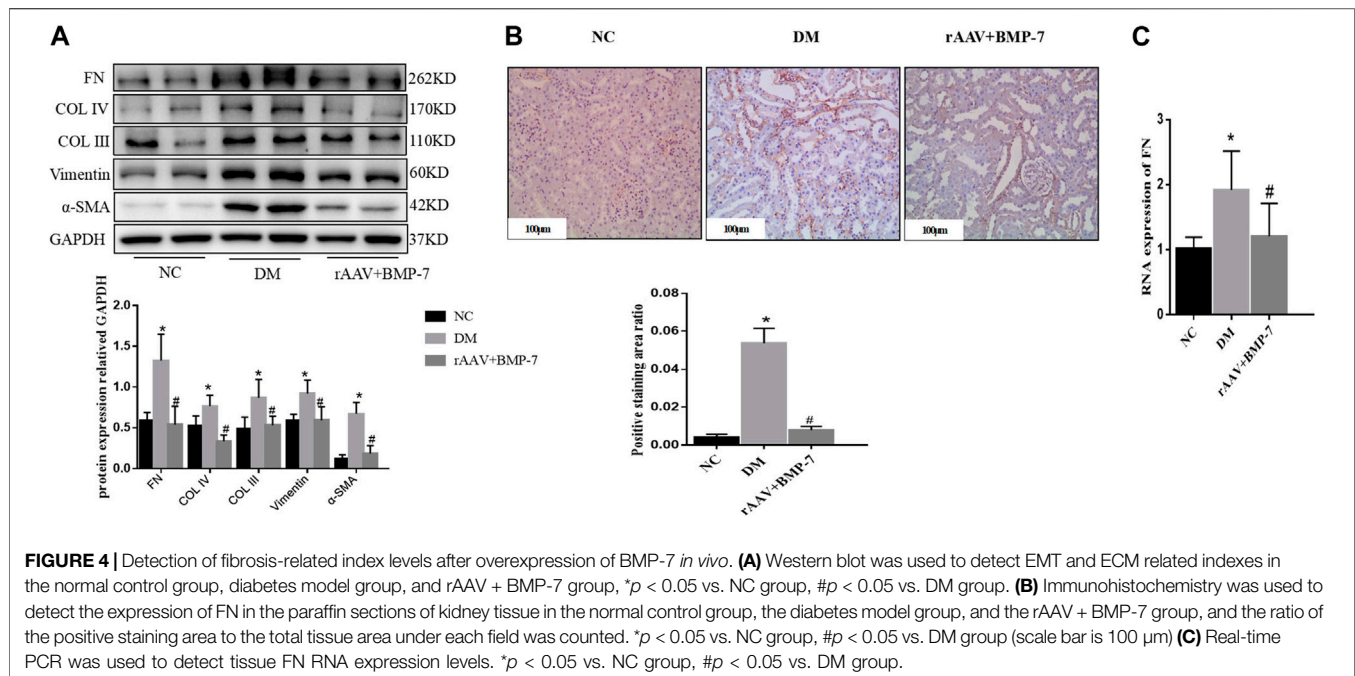 A
FN 262KD
COL IV 170KD
COL III 110KD
Vimentin 60KD
α-SMA 42KD
GAPDH 37KD
NC DM rAAV+BMP-7
protein expression relatived GAPDH
2.0
1.5
1.0
0.5
0.0
* # * # * # * # * #
FN COL IV COL III Vimentin α-SMA
NC
DM
rAAV+BMP-7
B
NC DM rAAV+BMP-7
100μm 100μm 100μm
Positive staining area ratio
0.08
0.06
0.04
0.02
0.00
* #
NC DM rAAV+BMP-7
C
RNA expression of FN
3
2
1
0
* #
NC DM rAAV+BMP-7
FIGURE 4 | Detection of fibrosis-related index levels after overexpression of BMP-7 in vivo. (A) Western blot was used to detect EMT and ECM related indexes in
the normal control group, diabetes model group, and rAAV + BMP-7 group, *p < 0.05 vs. NC group, #p < 0.05 vs. DM group. (B) Immunohistochemistry was used to
detect the expression of FN in the paraffin sections of kidney tissue in the normal control group, the diabetes model group, and the rAAV + BMP-7 group, and the ratio of
the positive staining area to the total tissue area under each field was counted. *p < 0.05 vs. NC group, #p < 0.05 vs. DM group (scale bar is 100 μm) (C) Real-time
PCR was used to detect tissue FN RNA expression levels. *p < 0.05 vs. NC group, #p < 0.05 vs. DM group.